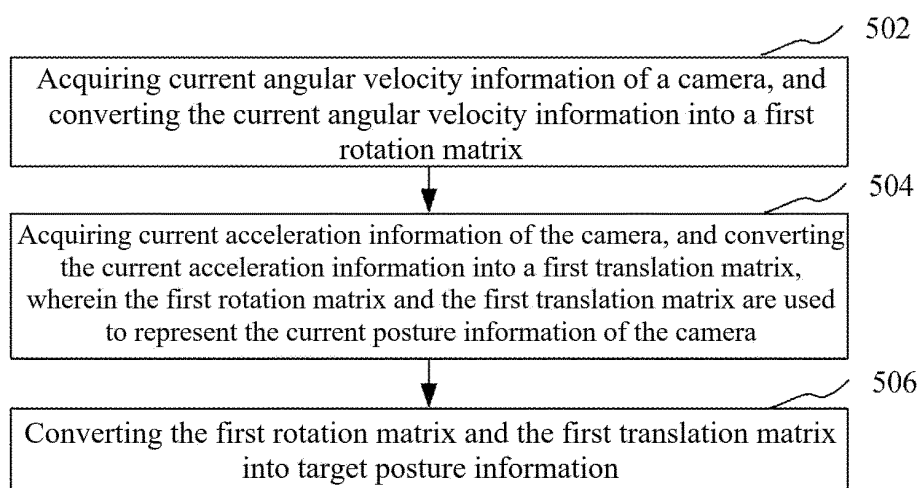 502
Acquiring current angular velocity information of a camera, and
converting the current angular velocity information into a first
rotation matrix
504
Acquiring current acceleration information of the camera, and converting
the current acceleration information into a first translation matrix,
wherein the first rotation matrix and the first translation matrix are used
to represent the current posture information of the camera
506
Converting the first rotation matrix and the first translation matrix
into target posture information